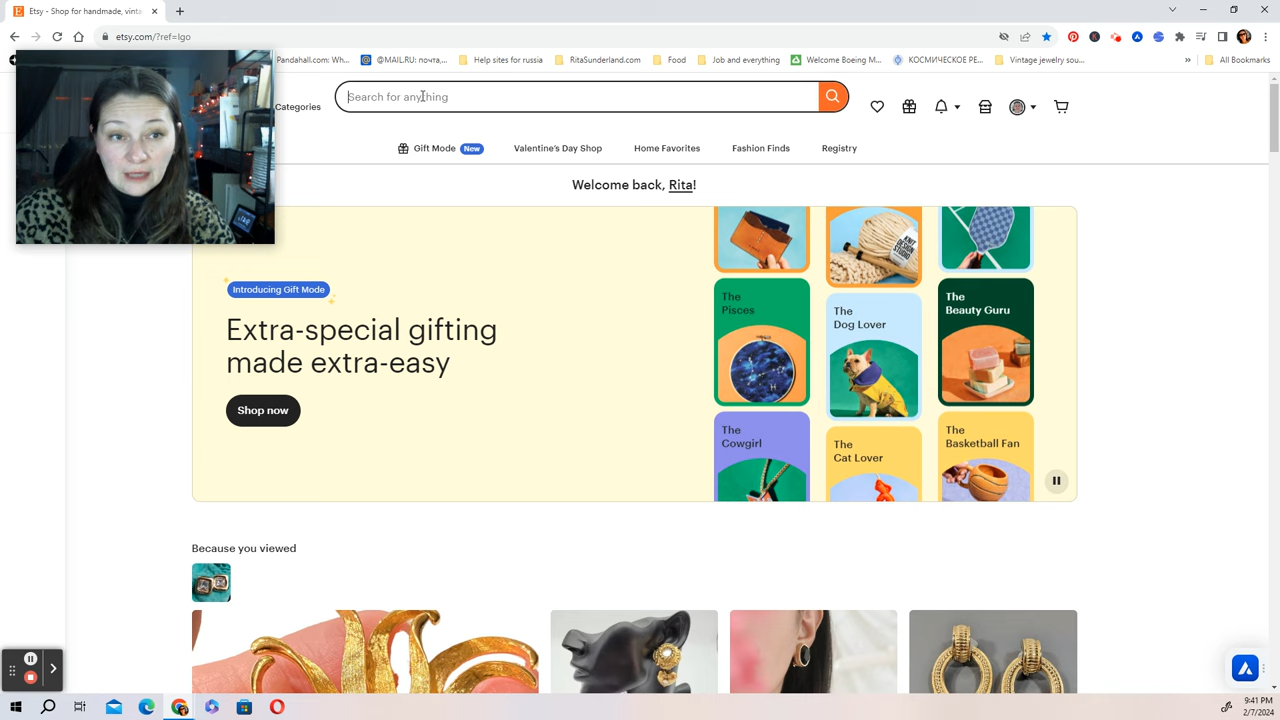 Etsy - Shop for handmade, vinta
etsy.com/?ref=lgo
Pandahall.com: Wh...
@MAIL.RU: почта,...
Help sites for russia
RitaSunderland.com
Food
Job and everything
Welcome Boeing M...
КОСМИЧЕСКОЕ РЕ...
Vintage jewelry sou...
»
All Bookmarks
Categories
Search for anything
Gift Mode
New
Valentine's Day Shop
Home Favorites
Fashion Finds
Registry
Welcome back, Rita!
Introducing Gift Mode
Extra-special gifting
made extra-easy
Shop now
KNIT
DESIGN
STUDIO
The
Pisces
The
Dog Lover
The
Beauty Guru
The
Cowgirl
The
Cat Lover
The
Basketball Fan
Because you viewed
9:41 PM
2/7/2024